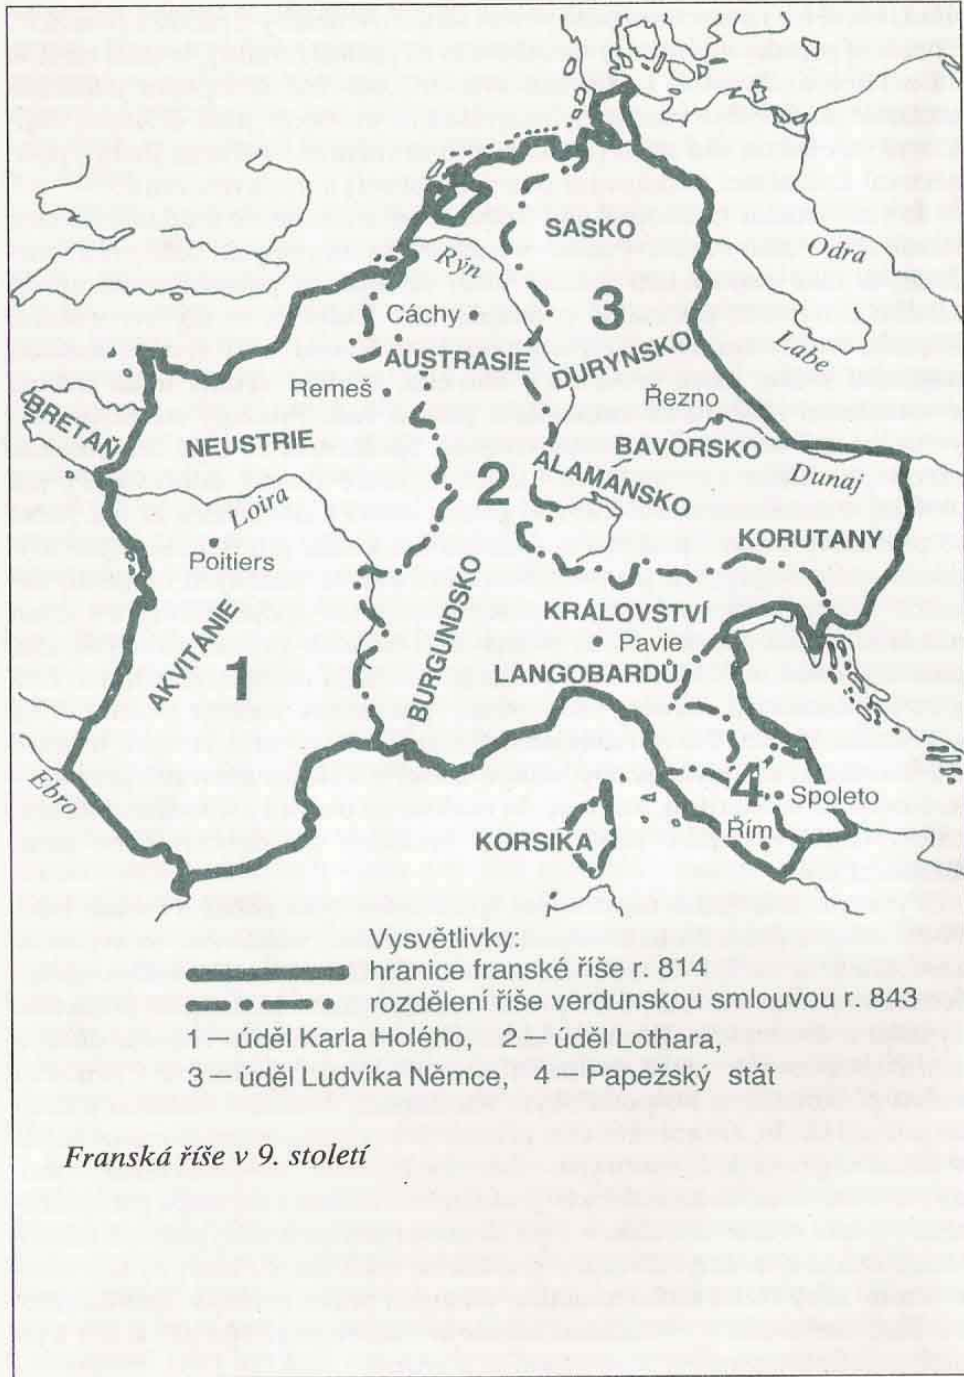 SASKO
Odra
Rýn
3
Cáchy
Labe
AUSTRASIE
DURYNSKO
Remeš
Řezno
BRETAŇ
NEUSTRIE
BAVORSKO
2
ALAMÁNSKO
Dunaj
Loira
Poitiers
KORUTANY
BURGUNDSKO
KRÁLOVSTVÍ
AKVITÁNIE
Pavie
1
LANGOBARDŮ
Ebro
4
Spoleto
Řím
KORSIKA
Vysvětlivky:
hranice franské říše r. 814
rozdělení říše verdunskou smlouvou r. 843
1 — úděl Karla Holého, 2 — úděl Lothara,
3 — úděl Ludvíka Němce, 4 — Papežský stát
Franská říše v 9. století